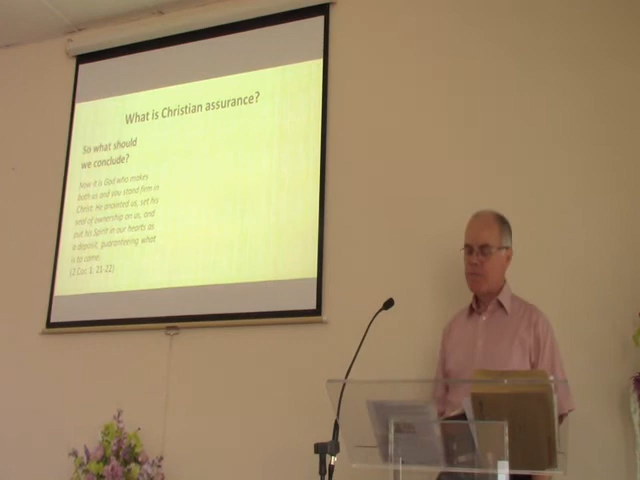 What is Christian assurance?
So what should
we conclude?
Now it is God who makes
both us and you stand firm in
Christ. He anointed us, set his
seal of ownership on us, and
put his Spirit in our hearts as
a deposit, guaranteeing what
is to come.
(2 Cor. 1: 21-22)